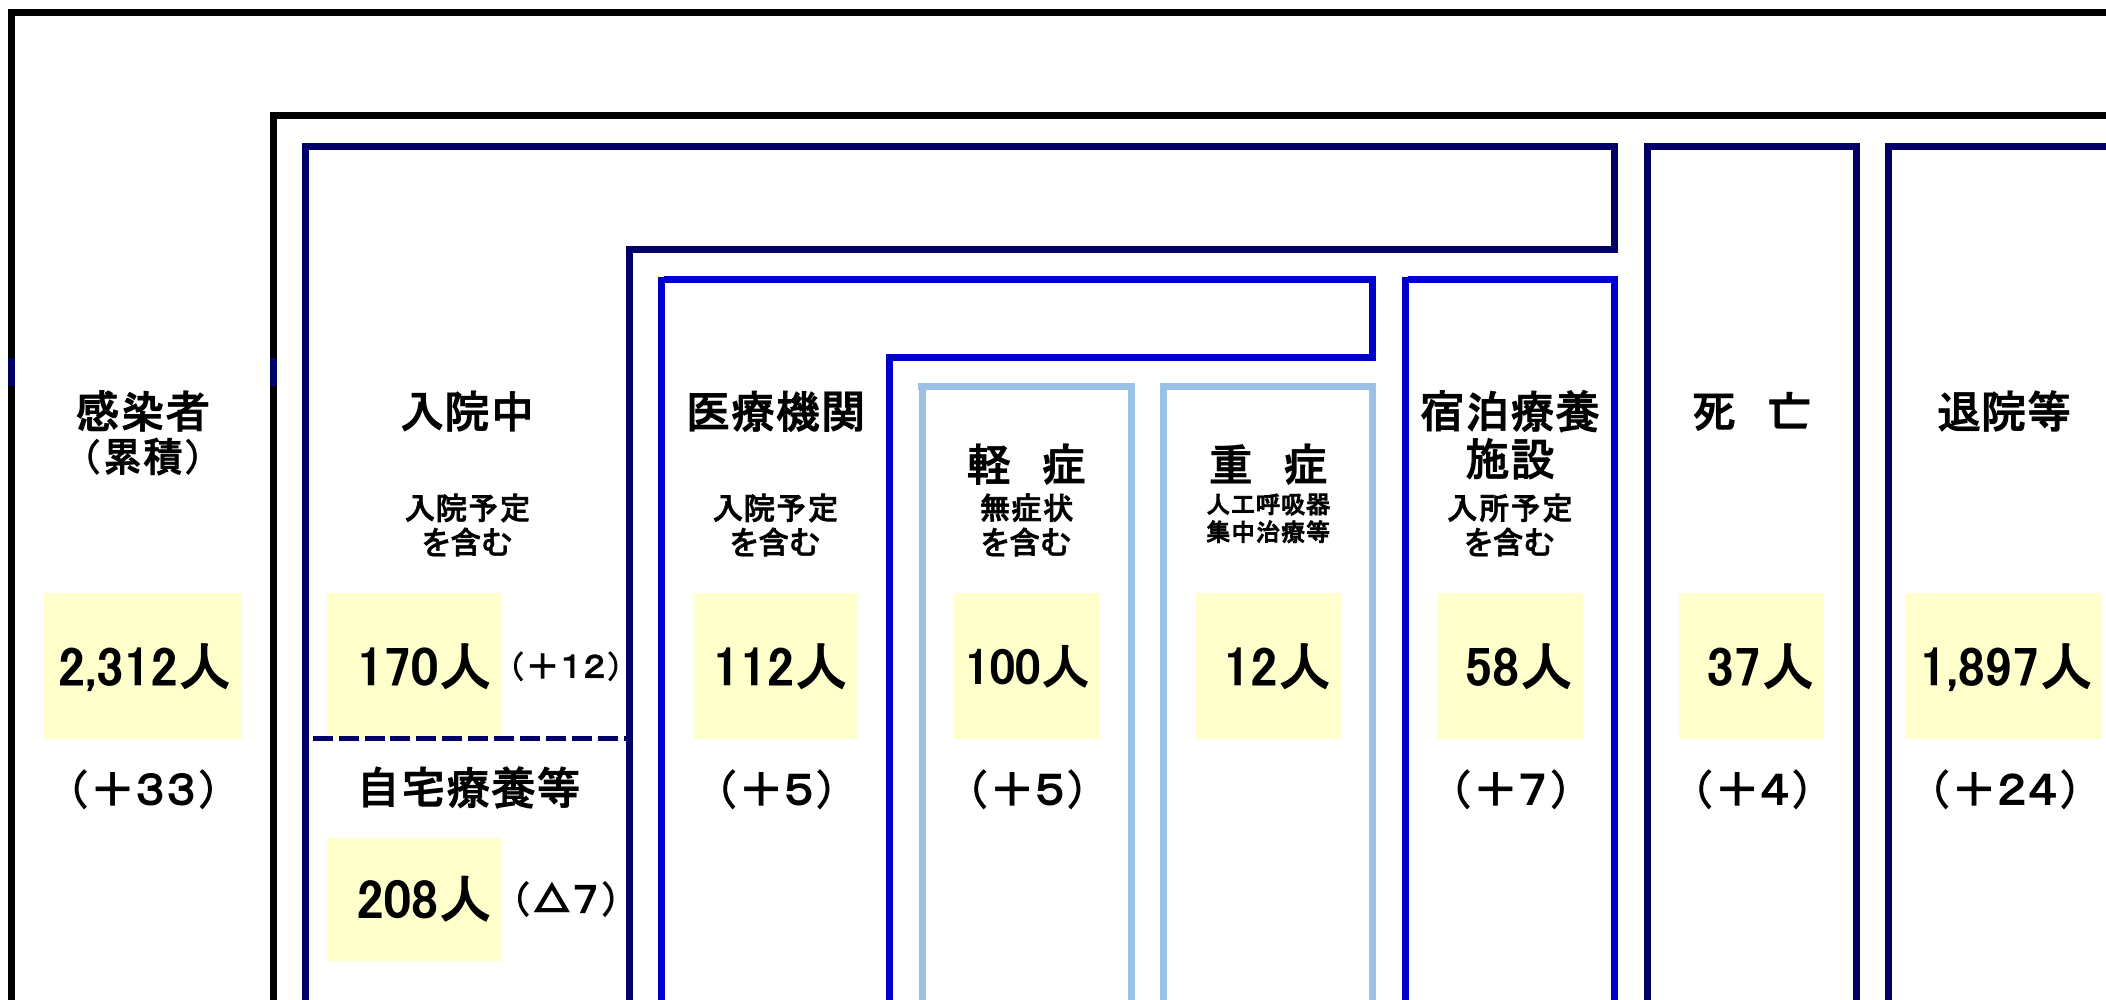 感染者
（累積）
2,312人
（＋33）
入院中
入院予定
を含む
170人（＋12）
自宅療養等
208人（△7）
医療機関
入院予定
を含む
112人
（＋5）
軽　症
無症状
を含む
100人
（＋5）
重　症
人工呼吸器
集中治療等
12人
宿泊療養
施設
入所予定
を含む
58人
（＋7）
死　亡
37人
（＋4）
退院等
1,897人
（＋24）